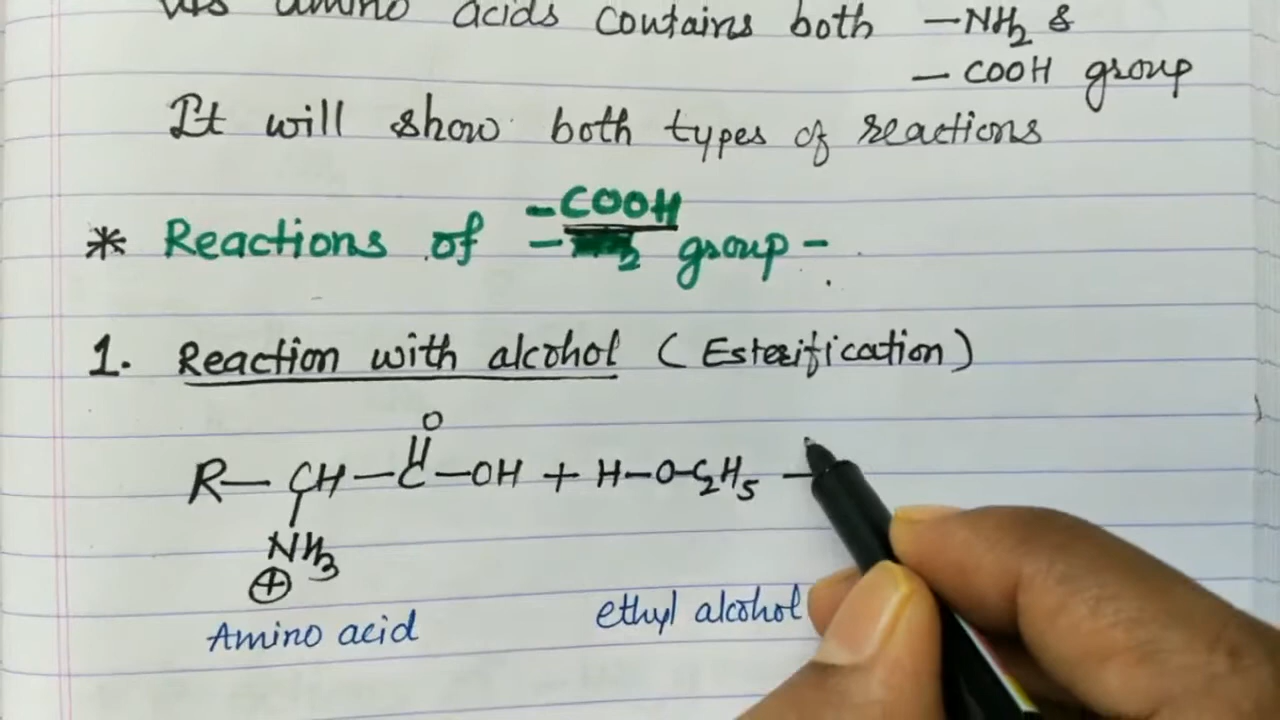 As amino acids contains both -NH2 &
- COOH group
It will show both types of reactions
-COOH
* Reactions of - group -
1. Reaction with alcohol (Esterification)
O
R- CH -C-OH + H-O-C2H5 -
NH3
⊕
Amino acid ethyl alcohol